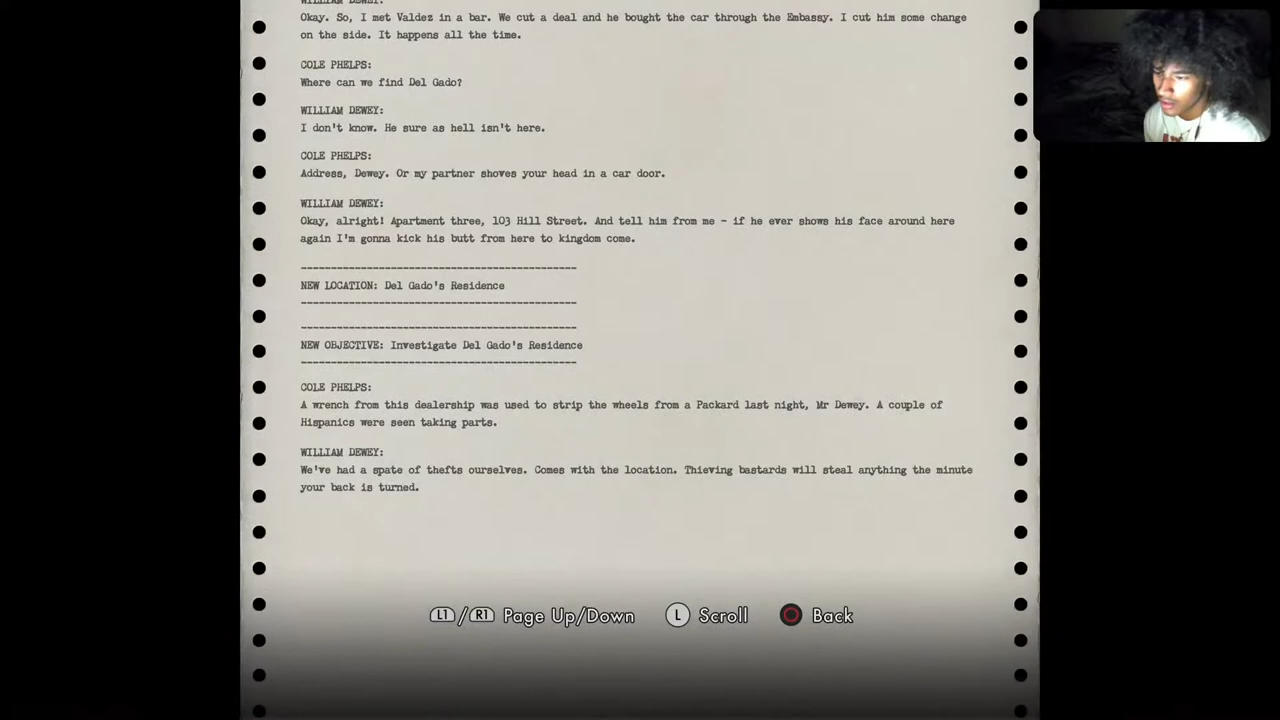 WILLIAM DEWEY:
Okay. So, I met Valdez in a bar. We cut a deal and he bought the car through the Embassy. I cut him some change
on the side. It happens all the time.
COLE PHELPS:
Where can we find Del Gado?
WILLIAM DEWEY:
I don't know. He sure as hell isn't here.
COLE PHELPS:
Address, Dewey. Or my partner shoves your head in a car door.
WILLIAM DEWEY:
Okay, alright! Apartment three, 103 Hill Street. And tell him from me - if he ever shows his face around here
again I'm gonna kick his butt from here to kingdom come.
-----------------------------------------------
NEW LOCATION: Del Gado's Residence
-----------------------------------------------
-----------------------------------------------
NEW OBJECTIVE: Investigate Del Gado's Residence
-----------------------------------------------
COLE PHELPS:
A wrench from this dealership was used to strip the wheels from a Packard last night, Mr Dewey. A couple of
Hispanics were seen taking parts.
WILLIAM DEWEY:
We've had a spate of thefts ourselves. Comes with the location. Thieving bastards will steal anything the minute
your back is turned.
L1/R1 Page Up/Down L Scroll Back